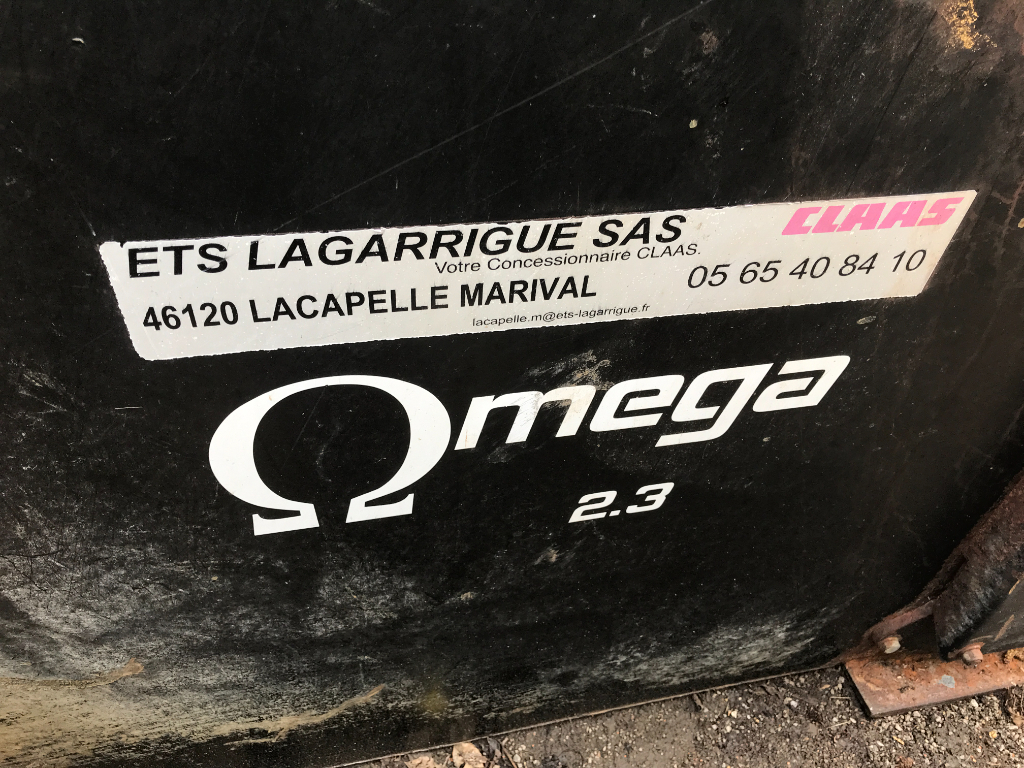 ETS LAGARRIGUE SAS
CLAAS
Votre Concessionnaire CLAAS.
46120 LACAPELLE MARIVAL
05 65 40 84 10
lacapelle.m@ets-lagarrigue.fr
Ωmega
2.3